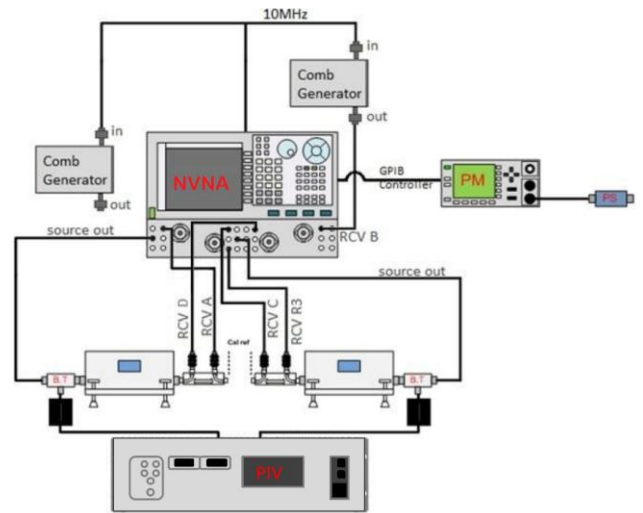 10MHz
in
Comb
Generator
out
in
Comb
Generator
out
NVNA
GPIB
Controller
PM
PS
source out
RCV B
source out
RCV D
RCV A
RCV C
RCV R3
Cal ref
B.T
B.T
PIV